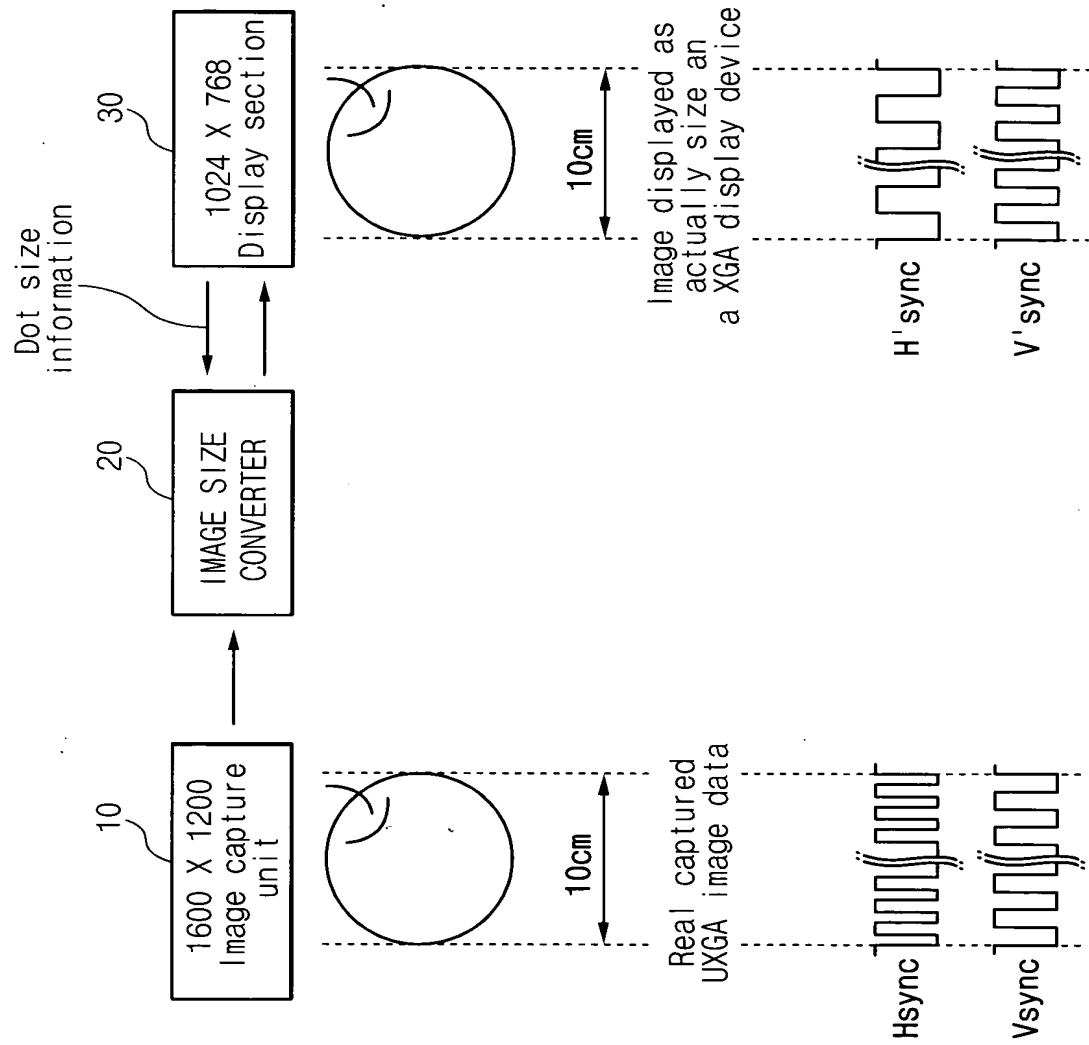 10
1600 X 1200
Image capture
unit
20
IMAGE SIZE
CONVERTER
Dot size
information
30
1024 X 768
Display section
10cm
10cm
Real captured
UXGA image data
Image displayed as
actually size an
a XGA display device
Hsync
Vsync
H'sync
V'sync